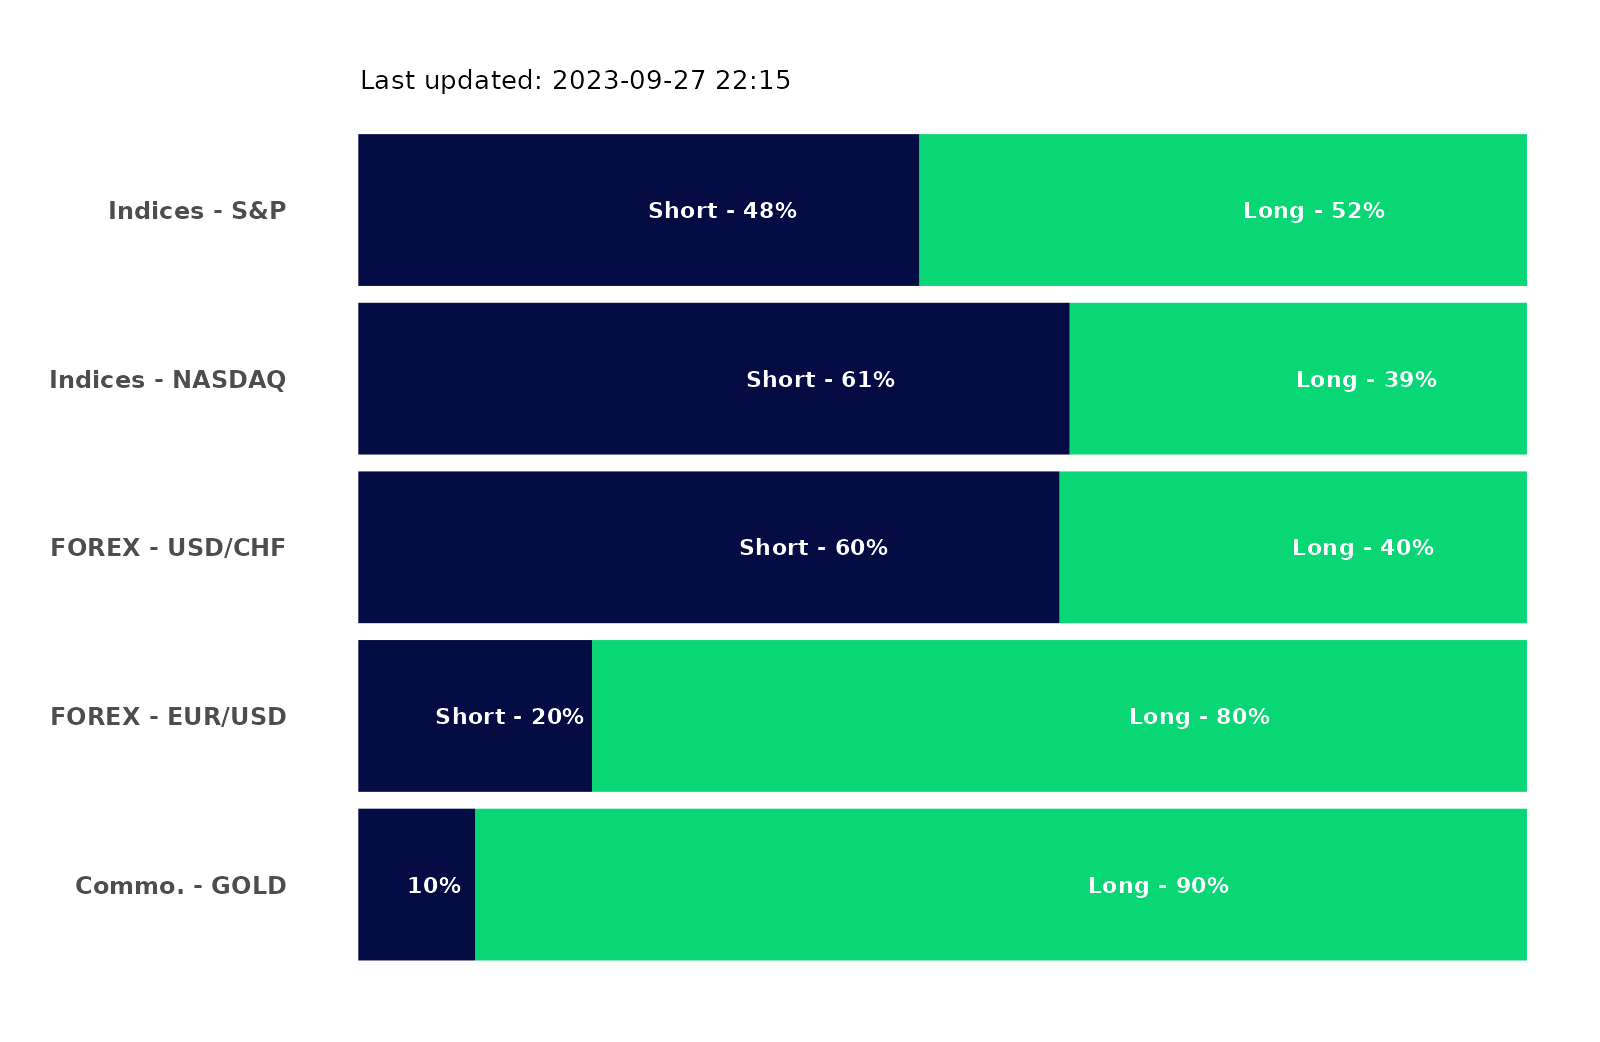 Last updated: 2023-09-27 22:15
Indices - S&P Short - 48% Long - 52%
Indices - NASDAQ Short - 61% Long - 39%
FOREX - USD/CHF Short - 60% Long - 40%
FOREX - EUR/USD Short - 20% Long - 80%
Commo. - GOLD 10% Long - 90%